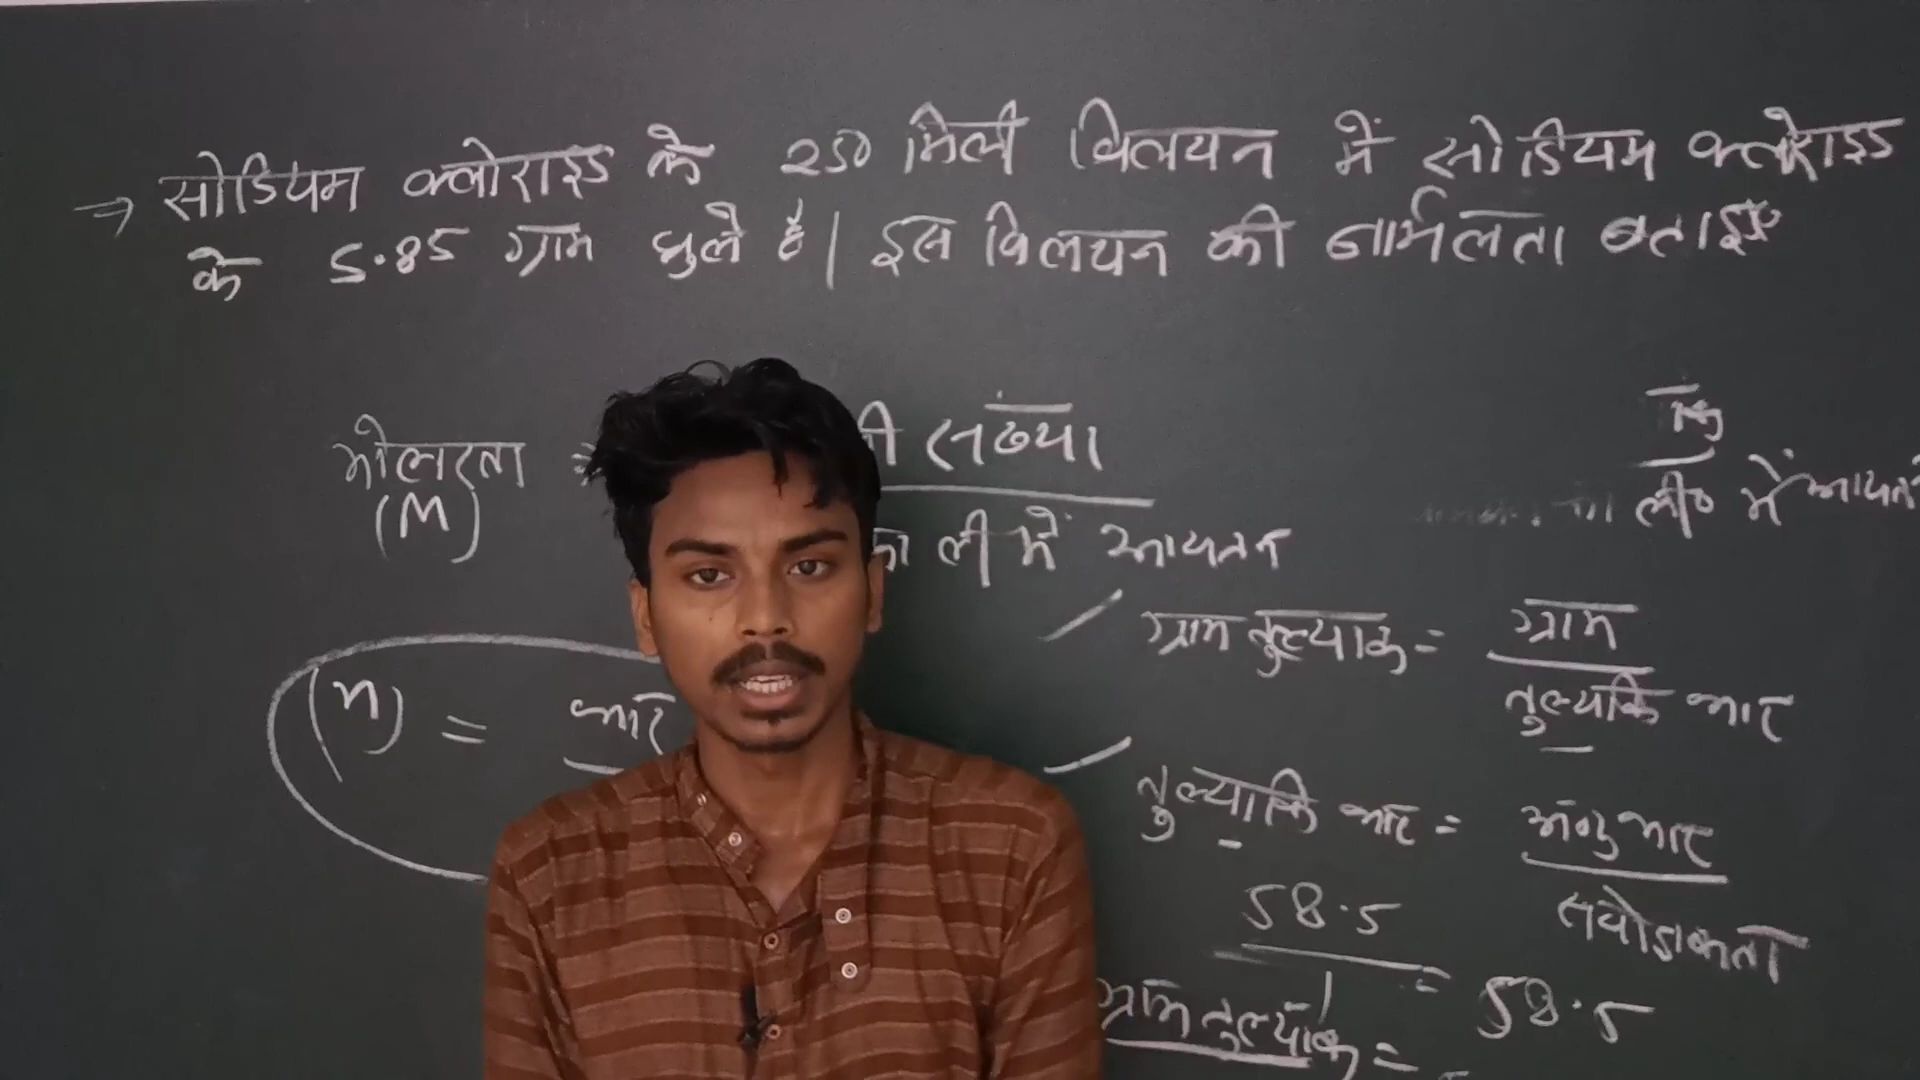 → सोडियम क्लोराइड के 250 मिली विलयन में सोडियम क्लोराइड
के 5.85 ग्राम घुले है। इस विलयन की नार्मलता बताइए
मोलरता = की संख्या
(M) का ली में आयतन
ली० में आयतन
ग्राम तुल्यांक = ग्राम
तुल्यांकी भार
(n) = भार
तुल्यांकी भार = अणुभार
संयोजकता
58.5
1
= 58.5
ग्राम तुल्यांक =